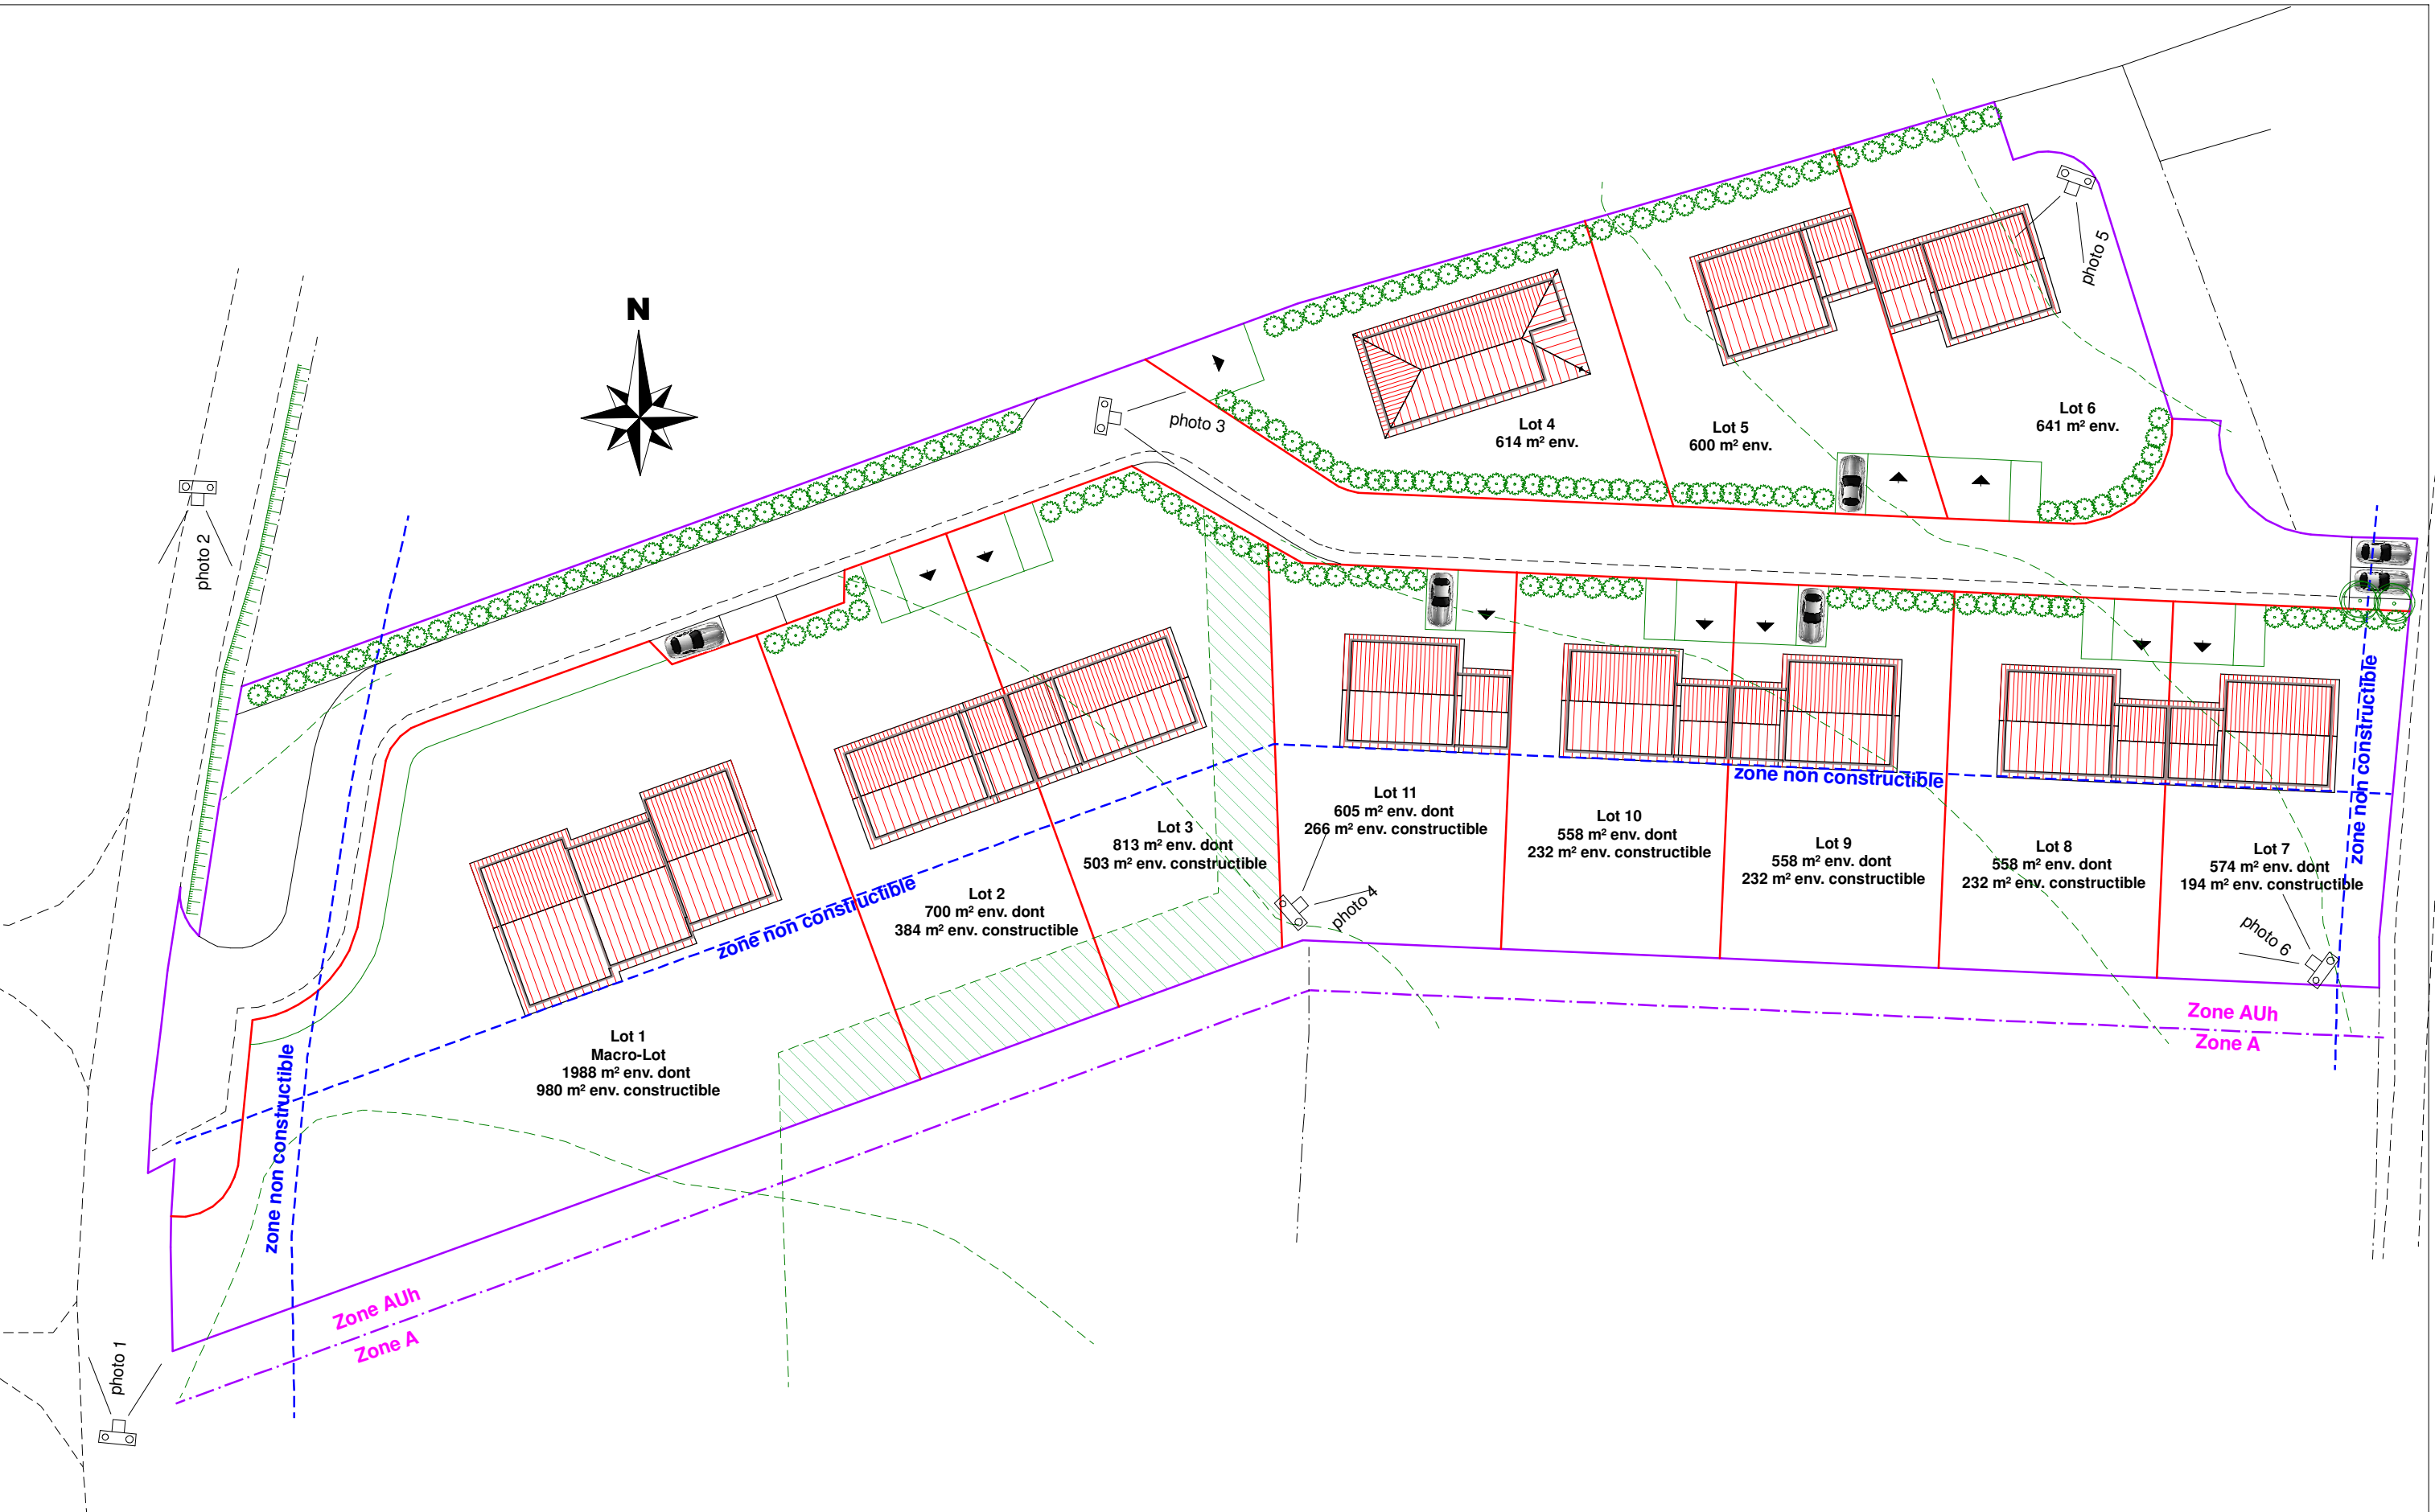 N
photo 5
photo 3
Lot 4
614 m² env.
Lot 5
600 m² env.
Lot 6
641 m² env.
photo 2
zone non constructible
zone non constructible
Lot 11
605 m² env. dont
266 m² env. constructible
Lot 10
558 m² env. dont
232 m² env. constructible
Lot 9
558 m² env. dont
232 m² env. constructible
Lot 8
558 m² env. dont
232 m² env. constructible
Lot 7
574 m² env. dont
194 m² env. constructible
Lot 3
813 m² env. dont
503 m² env. constructible
Lot 2
700 m² env. dont
384 m² env. constructible
zone non constructible
photo 4
photo 6
Zone AUh
Zone A
Lot 1
Macro-Lot
1988 m² env. dont
980 m² env. constructible
zone non constructible
Zone AUh
Zone A
photo 1